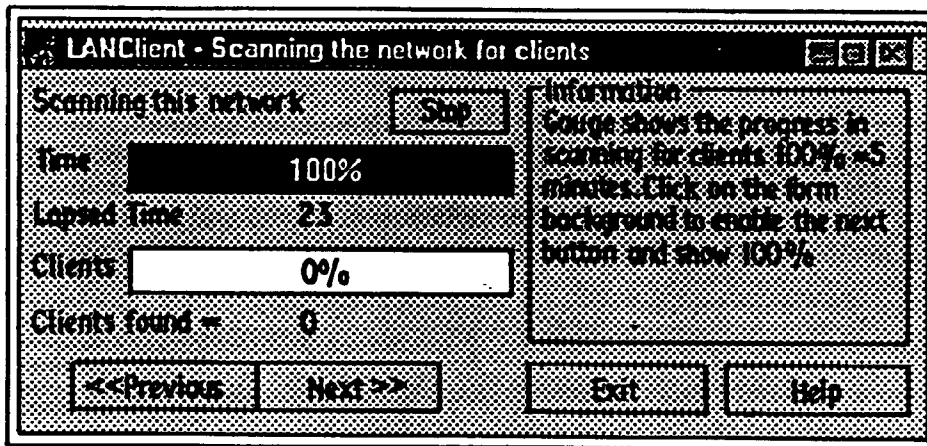 LANClient - Scanning the network for clients
Scanning this network
Stop
Time
100%
Lapsed Time 23
Clients
0%
Clients found = 0
Information
Gauge shows the progress in
scanning for clients 100% =5
minutes.Click on the form
background to enable the next
button and show 100%
<<Previous
Next >>
Exit
Help